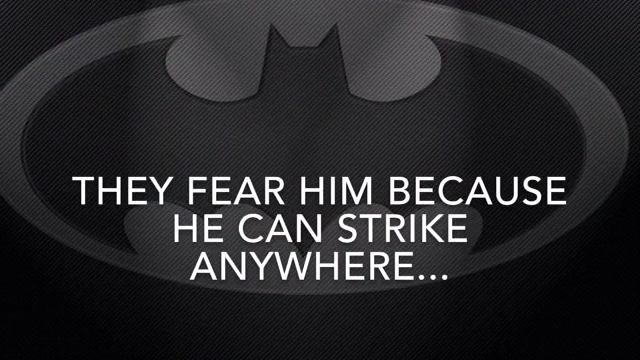 THEY FEAR HIM BECAUSE
HE CAN STRIKE
ANYWHERE...